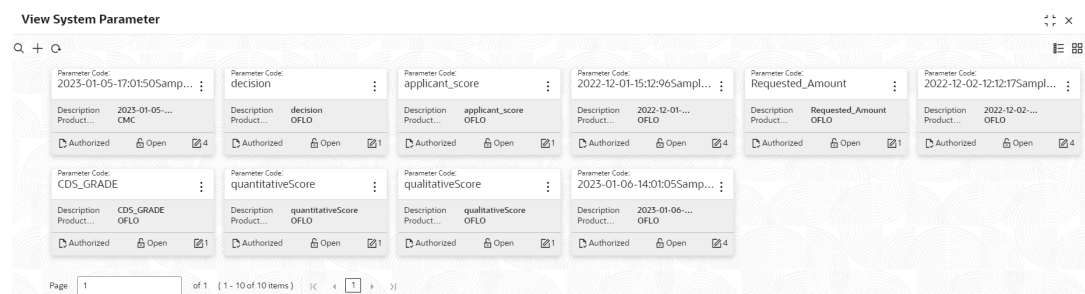 View System Parameter
Parameter Code:
2023-01-05-17:01:50Samp...
Description 2023-01-05-...
Product... CMC
Authorized Open 4
Parameter Code:
decision
Description decision
Product... OFLO
Authorized Open 1
Parameter Code:
applicant_score
Description applicant_score
Product... OFLO
Authorized Open 1
Parameter Code:
2022-12-01-15:12:96Sampl...
Description 2022-12-01-...
Product... OFLO
Authorized Open 4
Parameter Code:
Requested_Amount
Description Requested_Amount
Product... OFLO
Authorized Open 1
Parameter Code:
2022-12-02-12:12:17Sampl...
Description 2022-12-02-...
Product... OFLO
Authorized Open 4
Parameter Code:
CDS_GRADE
Description CDS_GRADE
Product... OFLO
Authorized Open 1
Parameter Code:
quantitativeScore
Description quantitativeScore
Product... OFLO
Authorized Open 1
Parameter Code:
qualitativeScore
Description qualitativeScore
Product... OFLO
Authorized Open 1
Parameter Code:
2023-01-06-14:01:05Samp...
Description 2023-01-06-...
Product... OFLO
Authorized Open 4
Page 1 of 1 (1 - 10 of 10 items) 1